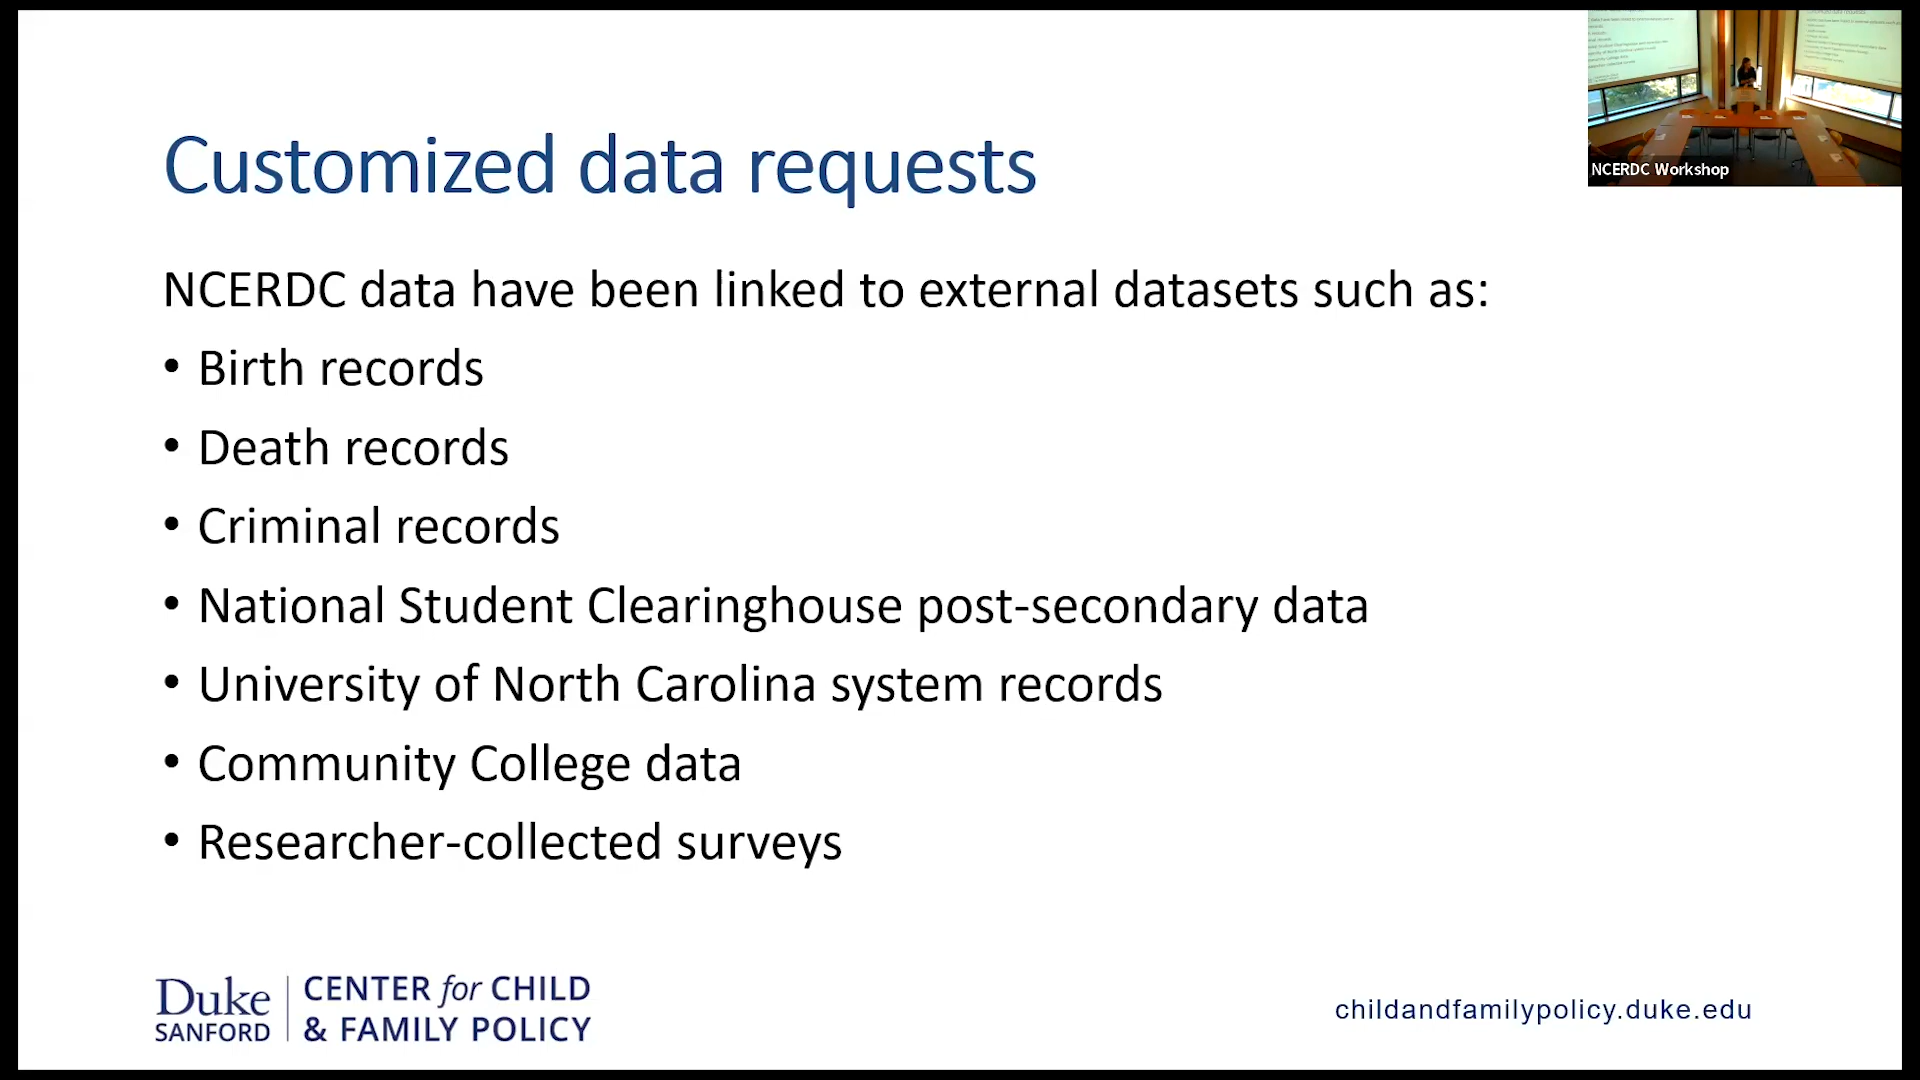 Customized data requests
NCERDC data have been linked to external datasets such as:
• Birth records
• Death records
• Criminal records
• National Student Clearinghouse post-secondary data
• University of North Carolina system records
• Community College data
• Researcher-collected surveys
NCERDC Workshop
Duke
SANFORD
CENTER for CHILD
& FAMILY POLICY
childandfamilypolicy.duke.edu